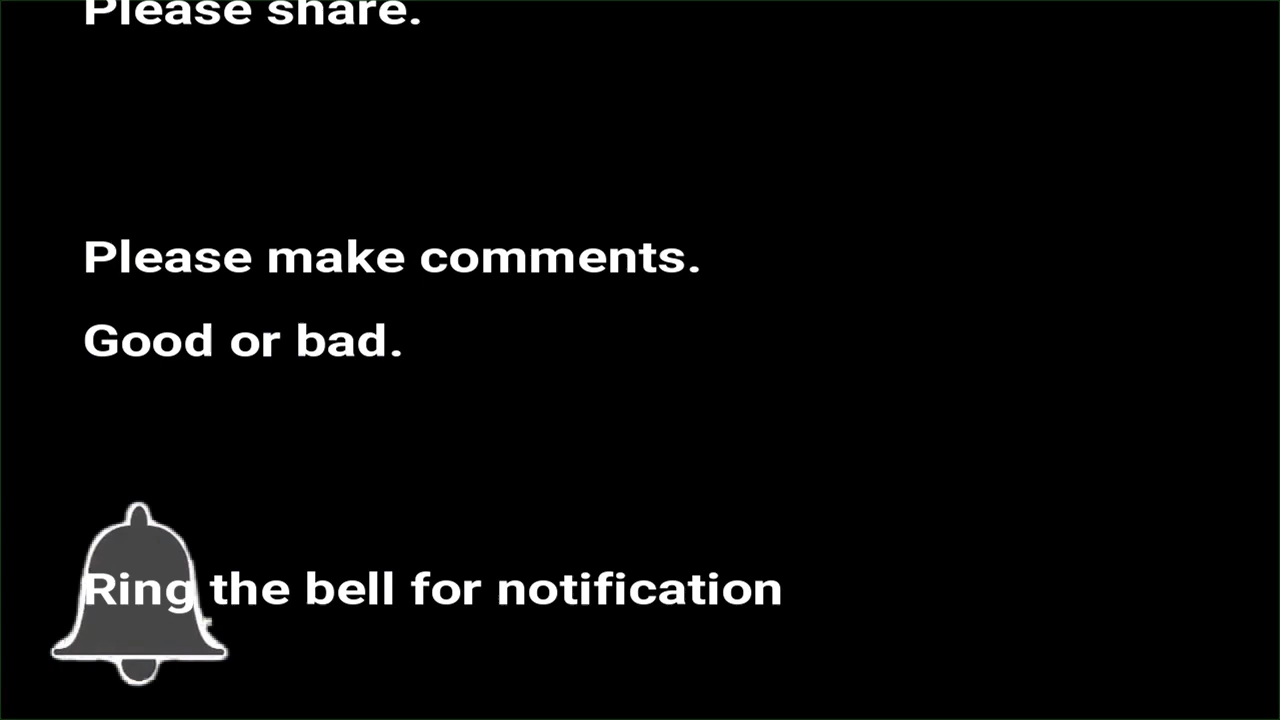 Please share.
Please make comments.
Good or bad.
Ring the bell for notification